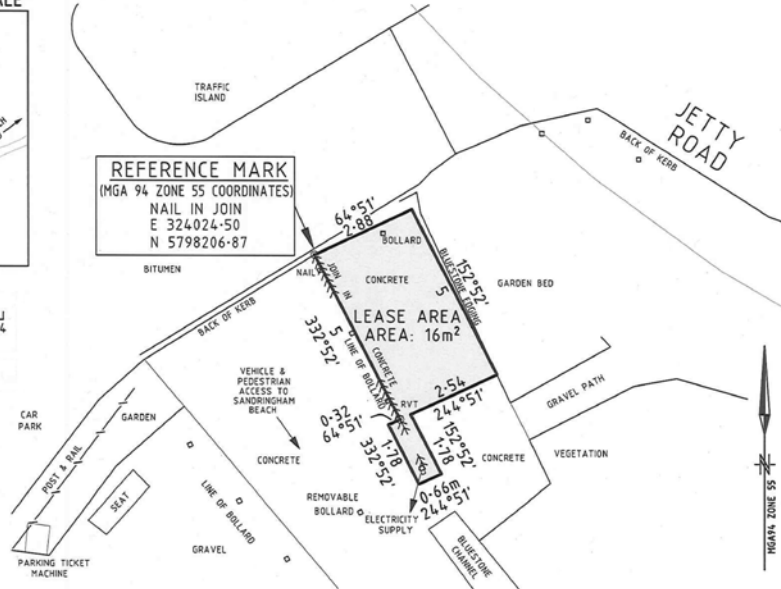 TRAFFIC
ISLAND
JETTY
ROAD
BACK OF KERB
REFERENCE MARK
(MGA 94 ZONE 55 COORDINATES)
NAIL IN JOIN
E 324024·50
N 5798206·87
64°51'
2·88
BOLLARD
NAIL
JOIN IN
CONCRETE
CONCRETE
BLUESTONE EDGING
152°52'
5
GARDEN BED
BITUMEN
BACK OF KERB
LEASE AREA
AREA: 16m²
5
332°52'
LINE OF BOLLARD
VEHICLE &
PEDESTRIAN
ACCESS TO
SANDRINGHAM
BEACH
2·54
244°51'
RVT
GRAVEL PATH
0·32
64°51'
1·78
332°52'
152°52'
1·78
CAR
PARK
GARDEN
POST & RAIL
CONCRETE
CONCRETE
VEGETATION
SEAT
LINE OF BOLLARD
REMOVABLE
BOLLARD
0·66m
244°51'
ELECTRICITY
SUPPLY
GRAVEL
BLUESTONE
CHANNEL
PARKING TICKET
MACHINE
MGA94 ZONE 55